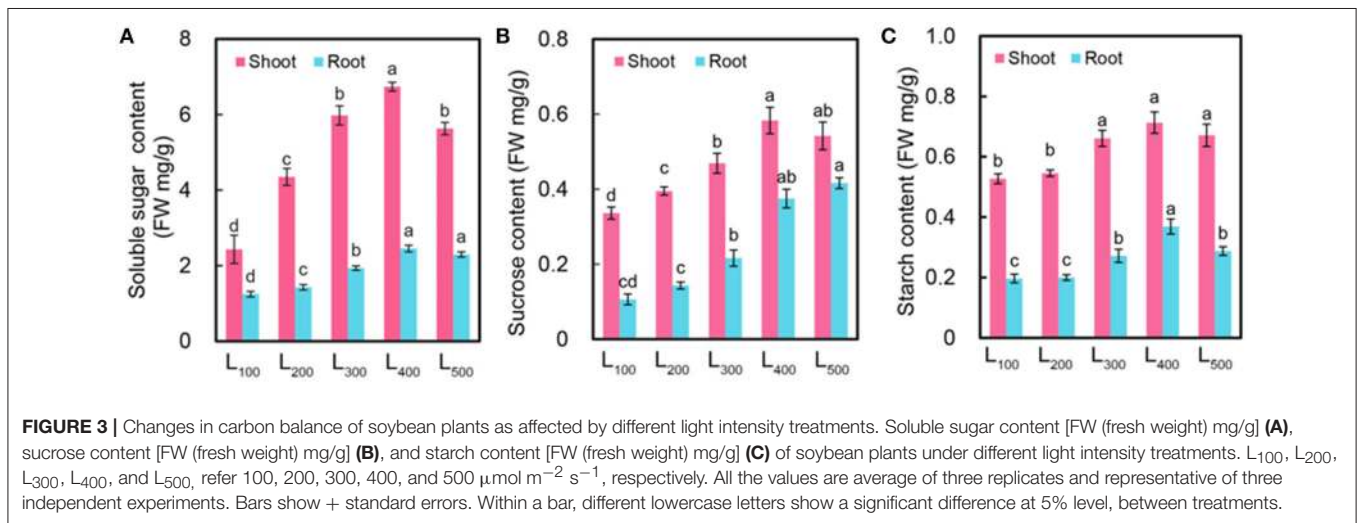 A
Soluble sugar content
(FW mg/g)
8
6
4
2
0
Shoot Root
d
d
c
c
b
b
a
a
b
a
L100 L200 L300 L400 L500
B
Sucrose content (FW mg/g)
0.8
0.6
0.4
0.2
0
Shoot Root
d
cd
c
c
b
b
a
ab
ab
a
L100 L200 L300 L400 L500
C
Starch content (FW mg/g)
1.0
0.8
0.6
0.4
0.2
0
Shoot Root
b
c
b
c
a
b
a
a
a
b
L100 L200 L300 L400 L500
FIGURE 3 | Changes in carbon balance of soybean plants as affected by different light intensity treatments. Soluble sugar content [FW (fresh weight) mg/g] (A),
sucrose content [FW (fresh weight) mg/g] (B), and starch content [FW (fresh weight) mg/g] (C) of soybean plants under different light intensity treatments. L100, L200,
L300, L400, and L500, refer 100, 200, 300, 400, and 500 μmol m−2 s−1, respectively. All the values are average of three replicates and representative of three
independent experiments. Bars show + standard errors. Within a bar, different lowercase letters show a significant difference at 5% level, between treatments.